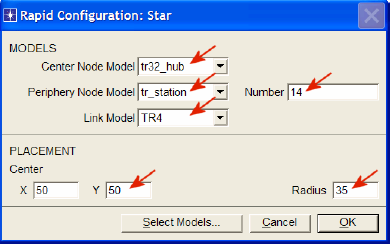 Rapid Configuration: Star
MODELS
Center Node Model tr32_hub
Periphery Node Model tr_station Number 14
Link Model TR4
PLACEMENT
Center
X 50 Y 50 Radius 35
Select Models... Cancel OK